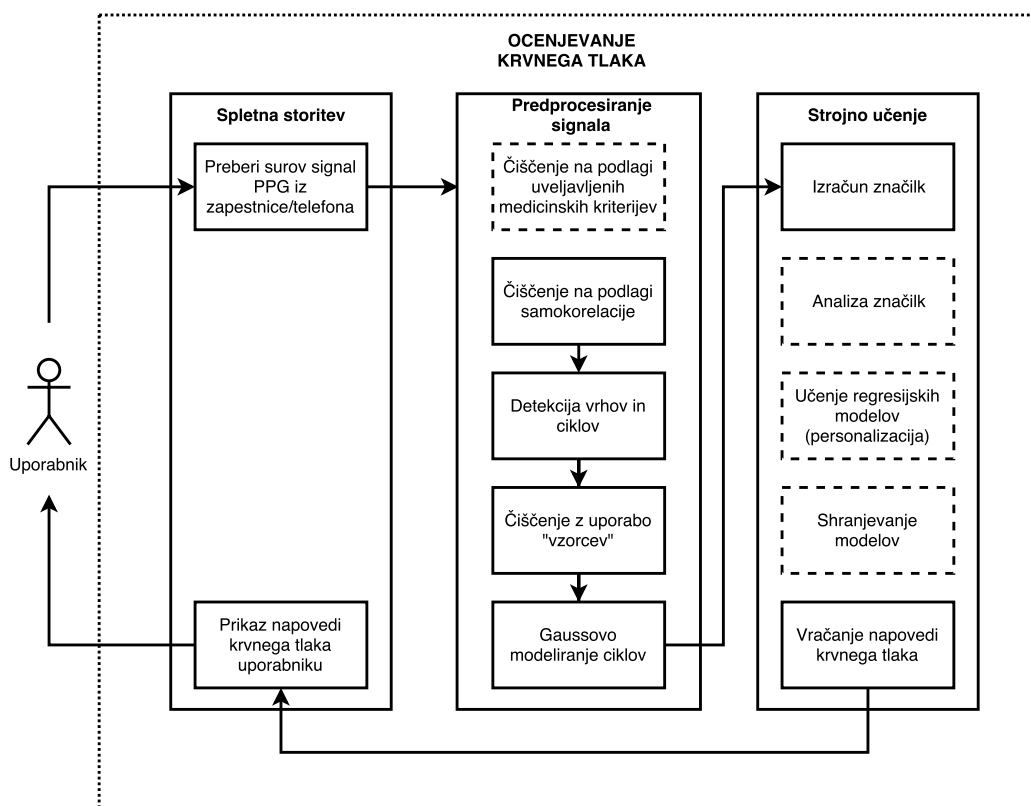 OCENJEVANJE
KRVNEGA TLAKA
Spletna storitev
Preberi surov signal
PPG iz
zapestnice/telefona
Prikaz napovedi
krvnega tlaka
uporabniku
Uporabnik
Predprocesiranje
signala
Čiščenje na podlagi
uveljavljenih
medicinskih kriterijev
Čiščenje na podlagi
samokorelacije
Detekcija vrhov in
ciklov
Čiščenje z uporabo
"vzorcev"
Gaussovo
modeliranje ciklov
Strojno učenje
Izračun značilk
Analiza značilk
Učenje regresijskih
modelov
(personalizacija)
Shranjevanje
modelov
Vračanje napovedi
krvnega tlaka